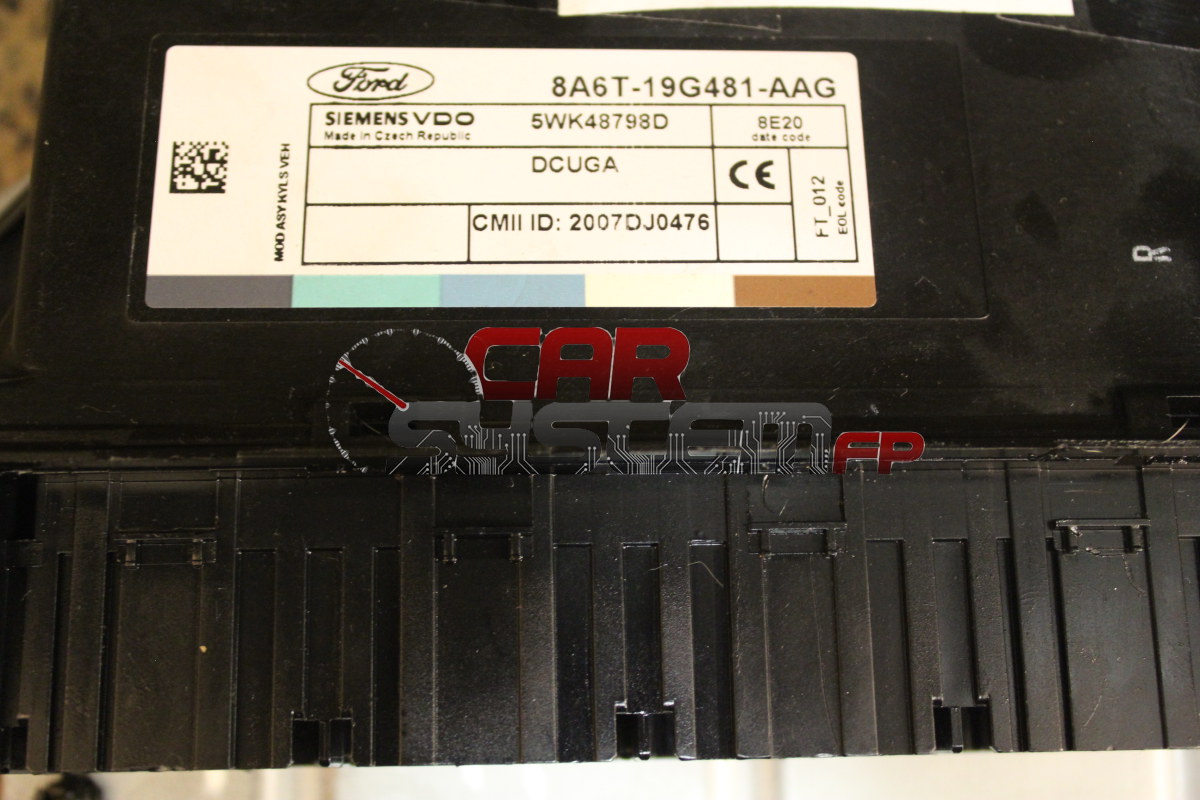 Ford
8A6T-19G481-AAG
SIEMENS VDO
Made in Czech Republic
5WK48798D
8E20
date code
MOD ASY KYLS VEH
DCUGA
CE
FT_012
EOL code
CMII ID: 2007DJ0476
R
CAR
SYSTEM FP